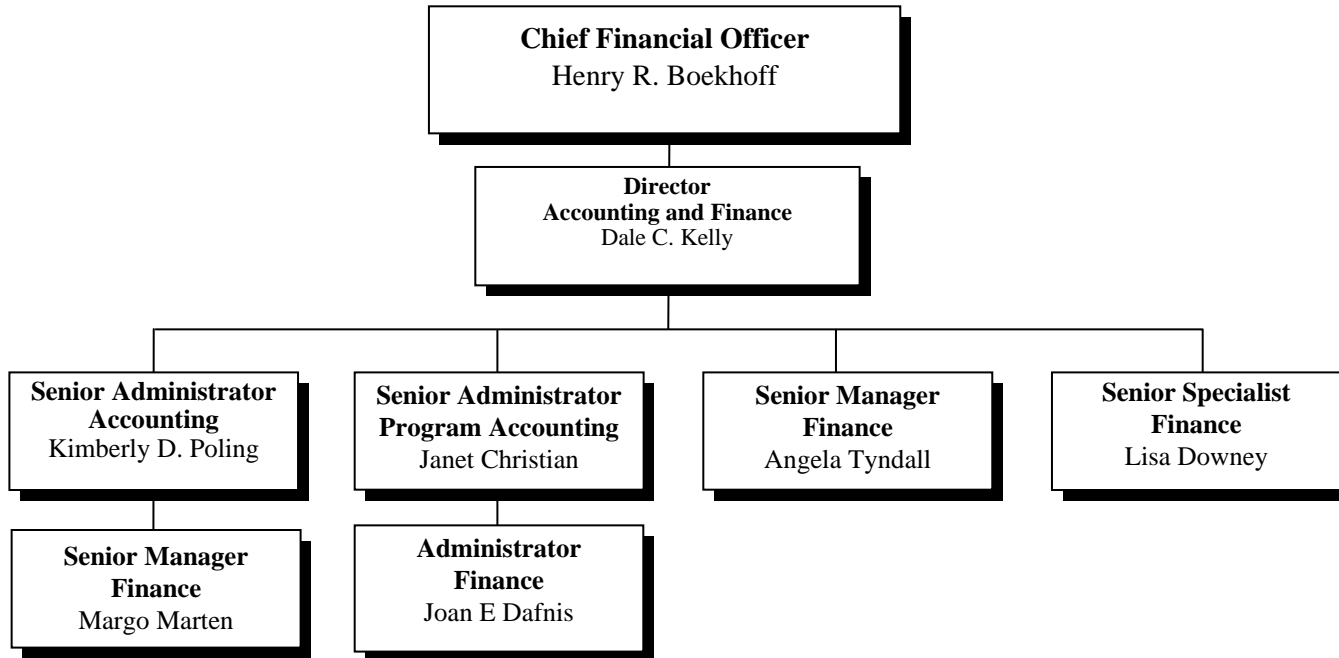 Chief Financial Officer
Henry R. Boekhoff
Director
Accounting and Finance
Dale C. Kelly
Senior Administrator
Accounting
Kimberly D. Poling
Senior Administrator
Program Accounting
Janet Christian
Senior Manager
Finance
Angela Tyndall
Senior Specialist
Finance
Lisa Downey
Senior Manager
Finance
Margo Marten
Administrator
Finance
Joan E Dafnis